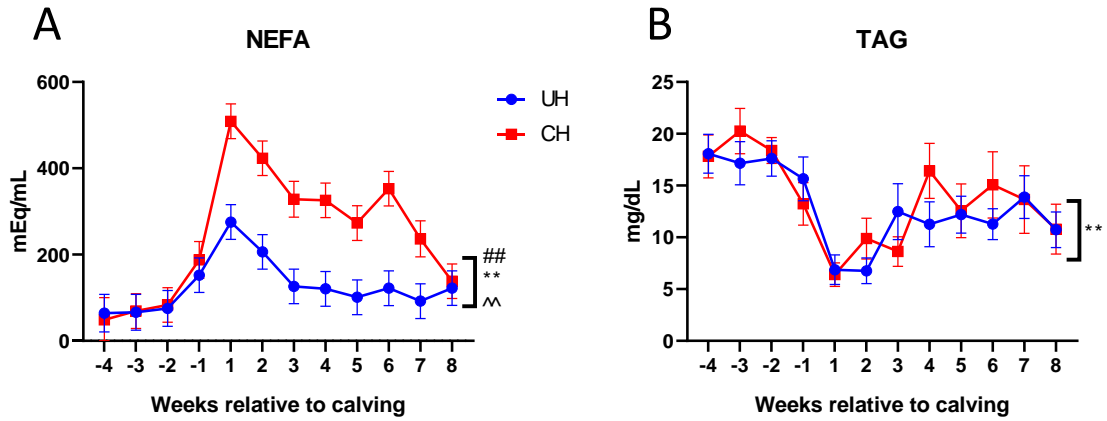 A
NEFA
600
400
200
0
mEq/mL
-4 -3 -2 -1 1 2 3 4 5 6 7 8
Weeks relative to calving
##
**
^^
UH
CH
B
TAG
25
20
15
10
5
0
mg/dL
-4 -3 -2 -1 1 2 3 4 5 6 7 8
Weeks relative to calving
**